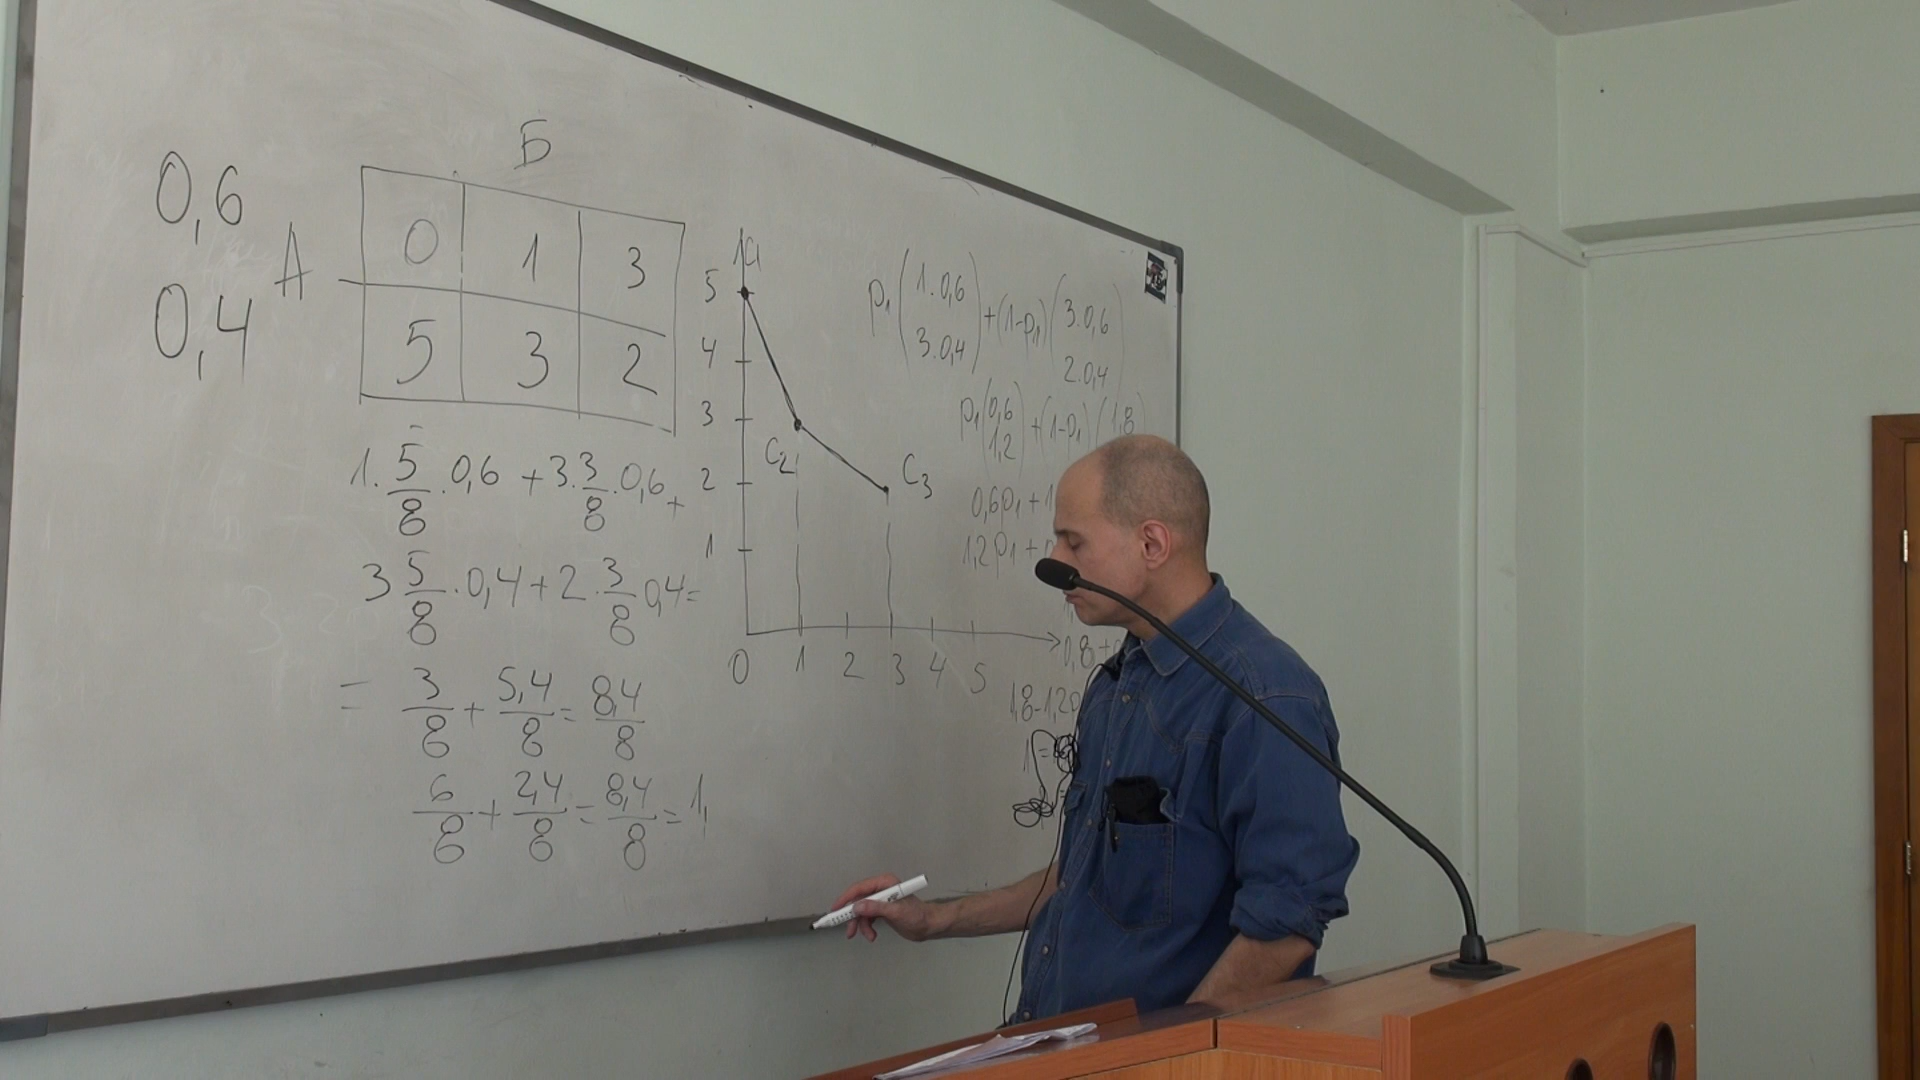 Б
0,6
0,4
А
0 1 3
5 3 2
1·5/8·0,6+3·3/8·0,6+
3 5/8·0,4+2·3/8 0,4=
= 3/8+5,4/8=8,4/8
6/8+2,4/8=8,4/8=1,
5
4
3
2
1
0 1 2 3 4 5
C2
C3
p1(1·0,6 3·0,4)+(1-p1)(3·0,6 2·0,4)
p1(0,6 1,2)+(1-p1)(1,8
0,6p1+1
1,2p1+
0,8+
1,8-1,2p
1=